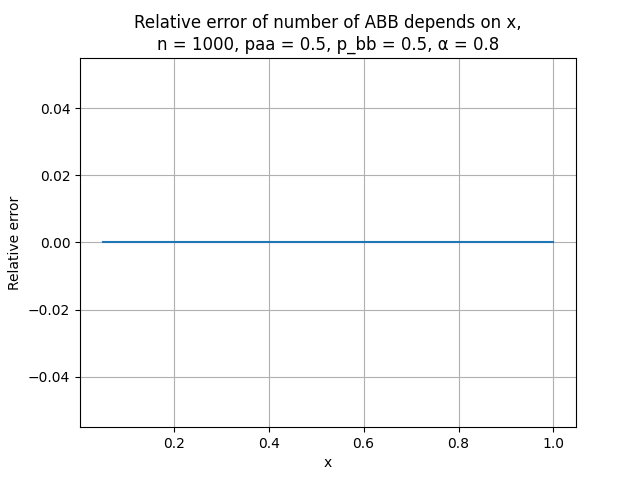 Relative error of number of ABB depends on x,
n = 1000, paa = 0.5, p_bb = 0.5, α = 0.8
Relative error
0.04
0.02
0.00
−0.02
−0.04
0.2 0.4 0.6 0.8 1.0
x